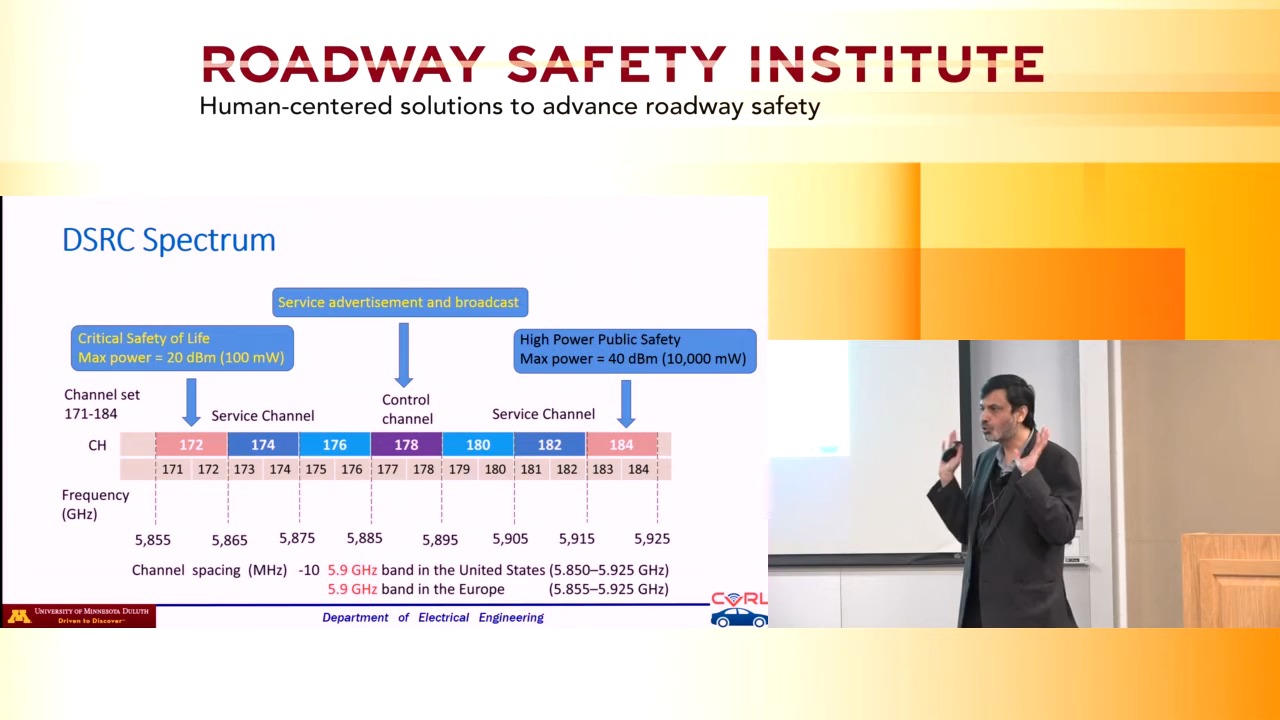 ROADWAY SAFETY INSTITUTE
Human-centered solutions to advance roadway safety
DSRC Spectrum
Service advertisement and broadcast
Critical Safety of Life
Max power = 20 dBm (100 mW)
High Power Public Safety
Max power = 40 dBm (10,000 mW)
Channel set
171-184
Service Channel
Control
channel
Service Channel
CH 172 174 176 178 180 182 184
171 172 173 174 175 176 177 178 179 180 181 182 183 184
Frequency
(GHz)
5,855 5,865 5,875 5,885 5,895 5,905 5,915 5,925
Channel spacing (MHz) -10 5.9 GHz band in the United States (5.850–5.925 GHz)
5.9 GHz band in the Europe (5.855–5.925 GHz)
UNIVERSITY OF MINNESOTA DULUTH
Driven to Discover
Department of Electrical Engineering